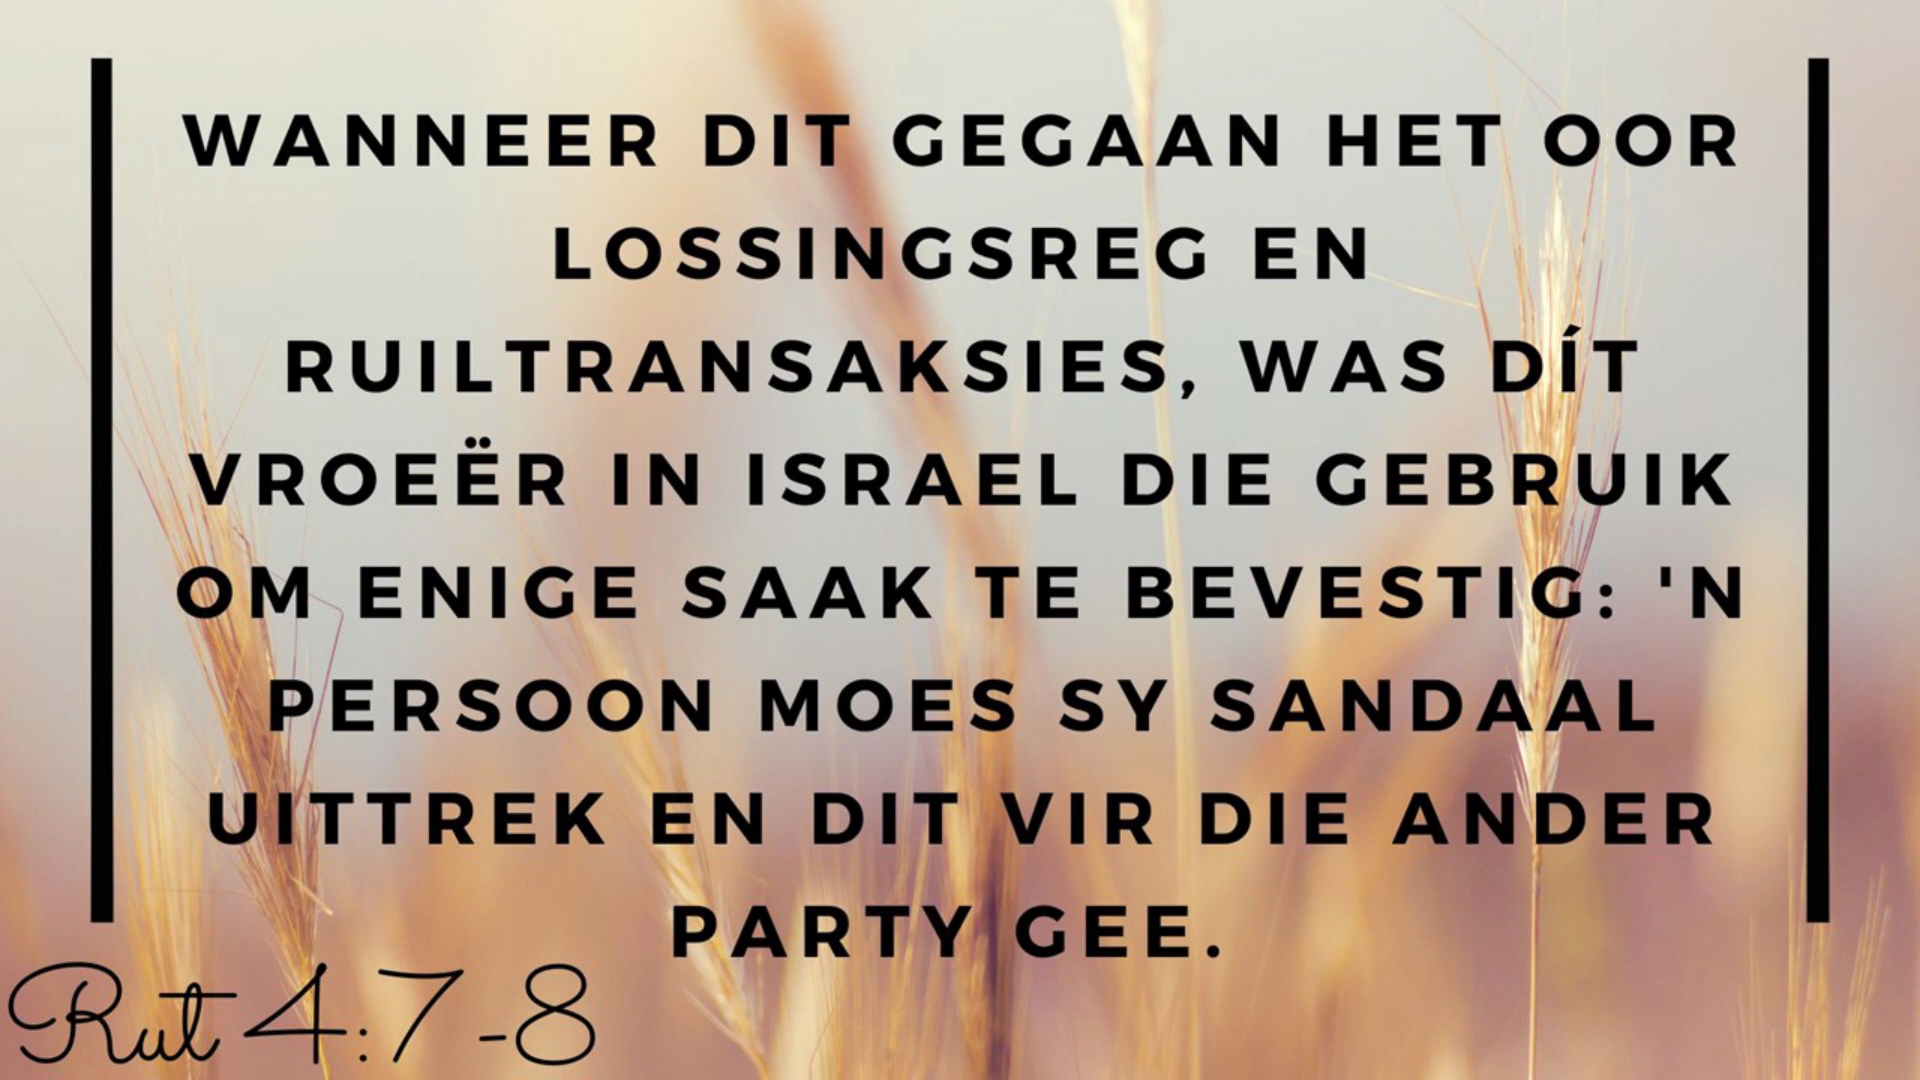 WANNEER DIT GEGAAN HET OOR
LOSSINGSREG EN
RUILTRANSAKSIES, WAS DÍT
VROEËR IN ISRAEL DIE GEBRUIK
OM ENIGE SAAK TE BEVESTIG: 'N
PERSOON MOES SY SANDAAL
UITTREK EN DIT VIR DIE ANDER
PARTY GEE.
Rut 4:7-8